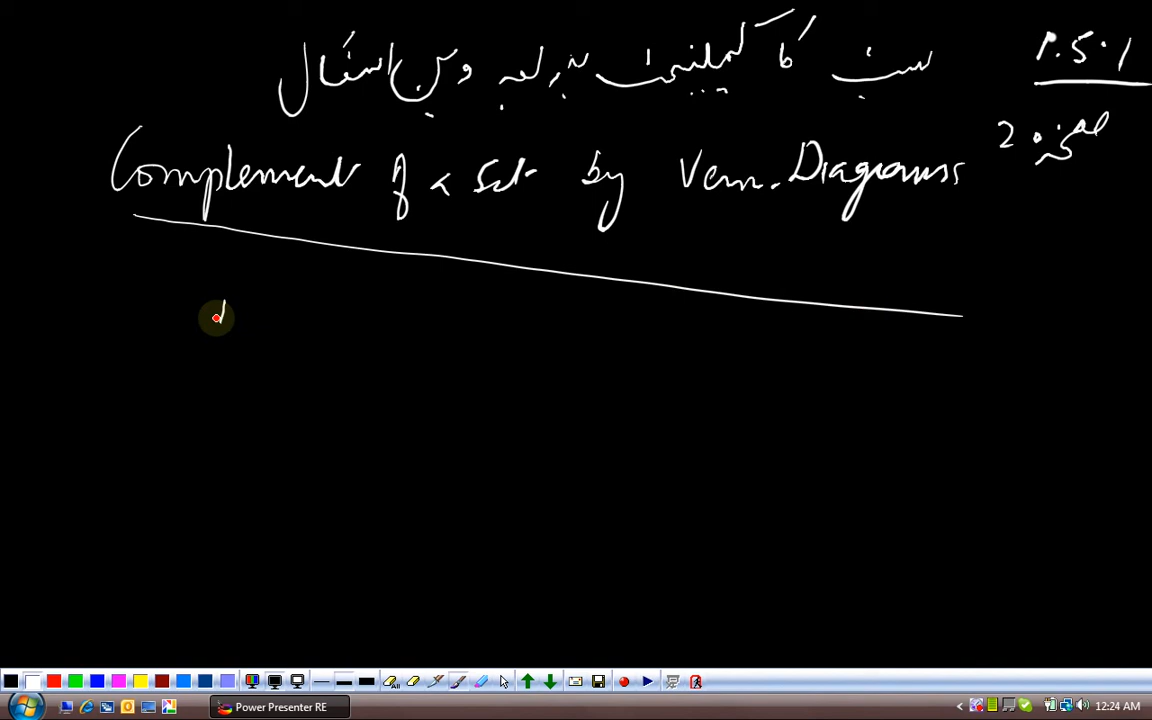 سیٹ کا کمپلیمنٹ بذریعہ وین اشکال
P.5.1
صفحہ 2
Complement of a Set by Venn. Diagrams
Power Presenter RE
12:24 AM